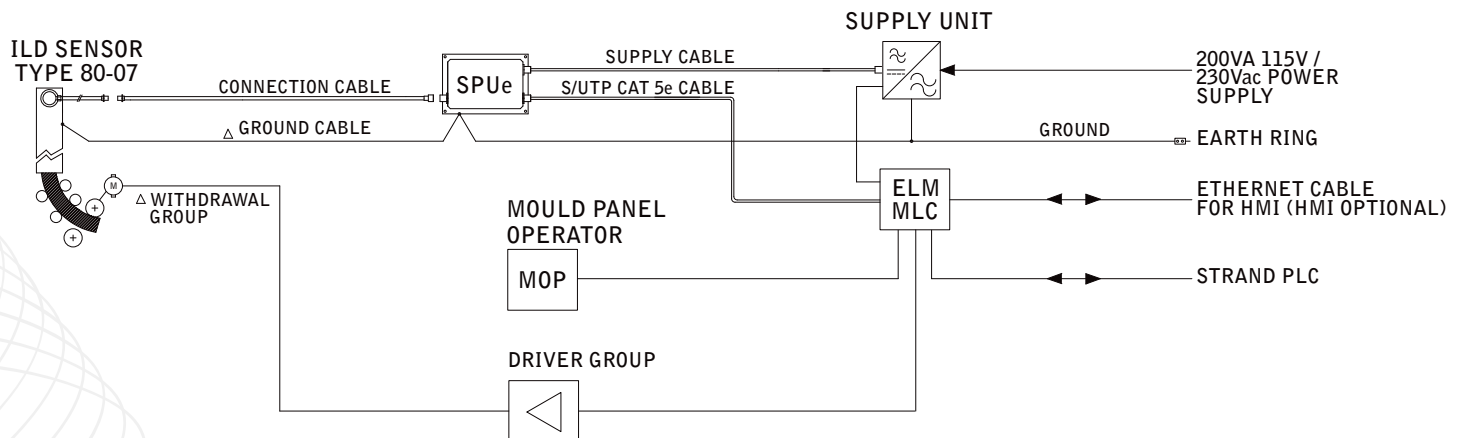 SUPPLY UNIT
ILD SENSOR
TYPE 80-07
CONNECTION CABLE
SPUe
SUPPLY CABLE
S/UTP CAT 5e CABLE
200VA 115V /
230Vac POWER
SUPPLY
△ GROUND CABLE
GROUND
EARTH RING
M
△ WITHDRAWAL
GROUP
ELM
MLC
ETHERNET CABLE
FOR HMI (HMI OPTIONAL)
MOULD PANEL
OPERATOR
MOP
STRAND PLC
DRIVER GROUP